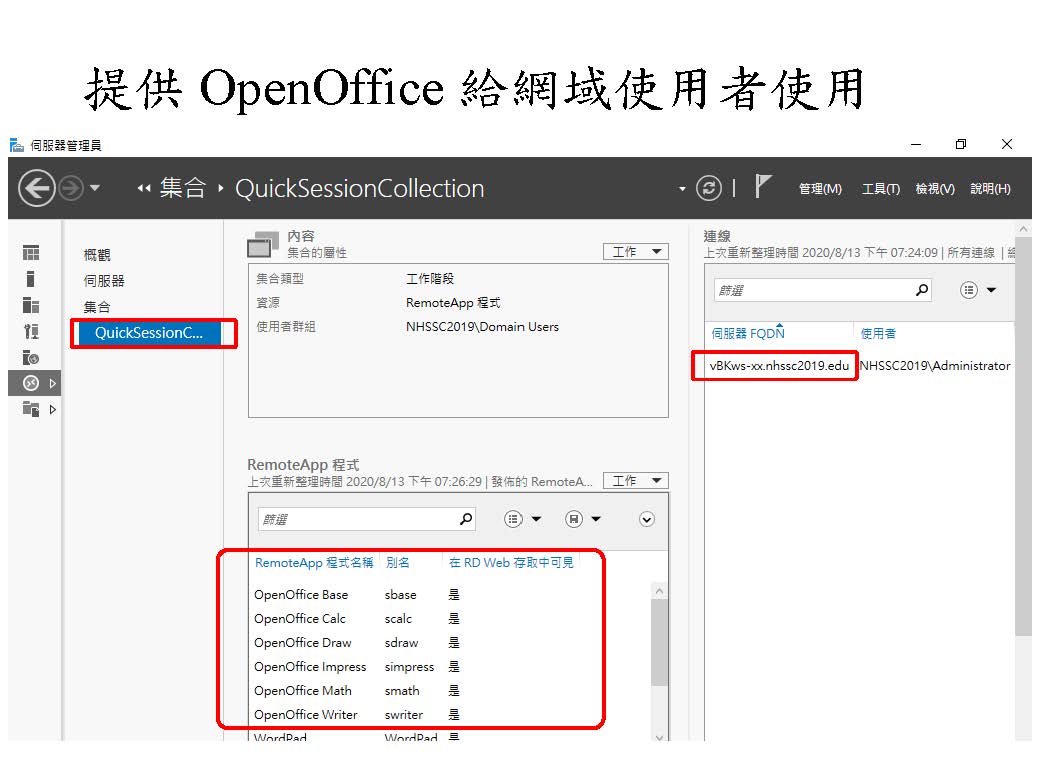 提供 OpenOffice 給網域使用者使用
伺服器管理員
集合 QuickSessionCollection
管理(M) 工具(T) 檢視(V) 說明(H)
概觀
伺服器
集合
QuickSessionC...
內容
集合的屬性
工作
集合類型 工作階段
資源 RemoteApp 程式
使用者群組 NHSSC2019\Domain Users
RemoteApp 程式
上次重新整理時間 2020/8/13 下午 07:26:29 | 發佈的 RemoteA...
工作
篩選
RemoteApp 程式名稱 別名 在 RD Web 存取中可見
OpenOffice Base sbase 是
OpenOffice Calc scalc 是
OpenOffice Draw sdraw 是
OpenOffice Impress simpress 是
OpenOffice Math smath 是
OpenOffice Writer swriter 是
WordPad WordPad 是
連線
上次重新整理時間 2020/8/13 下午 07:24:09 | 所有連線 |
篩選
伺服器 FQDN 使用者
vBKws-xx.nhssc2019.edu NHSSC2019\Administrator